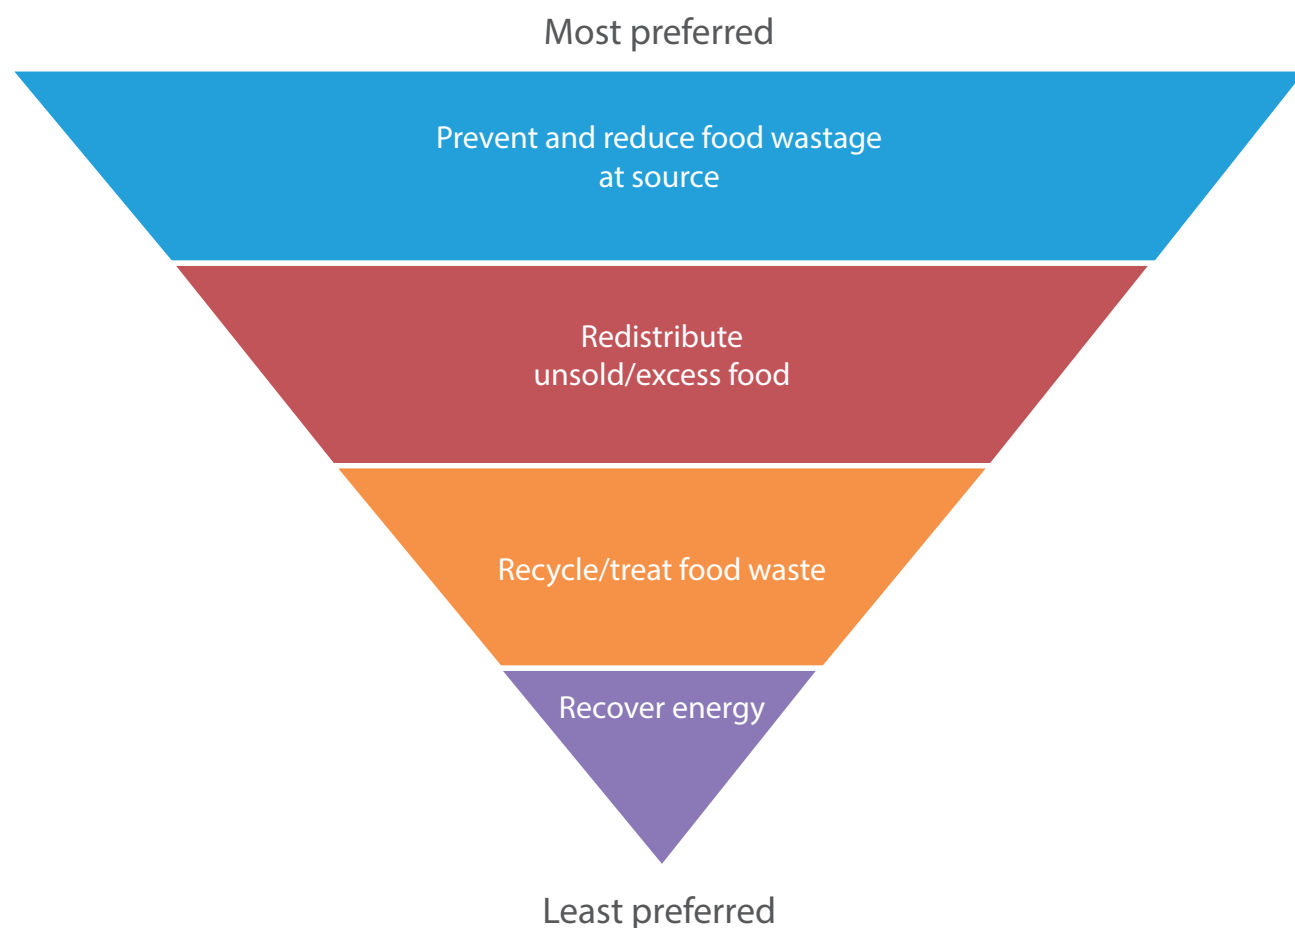 Most preferred
Prevent and reduce food wastage
at source
Redistribute
unsold/excess food
Recycle/treat food waste
Recover energy
Least preferred